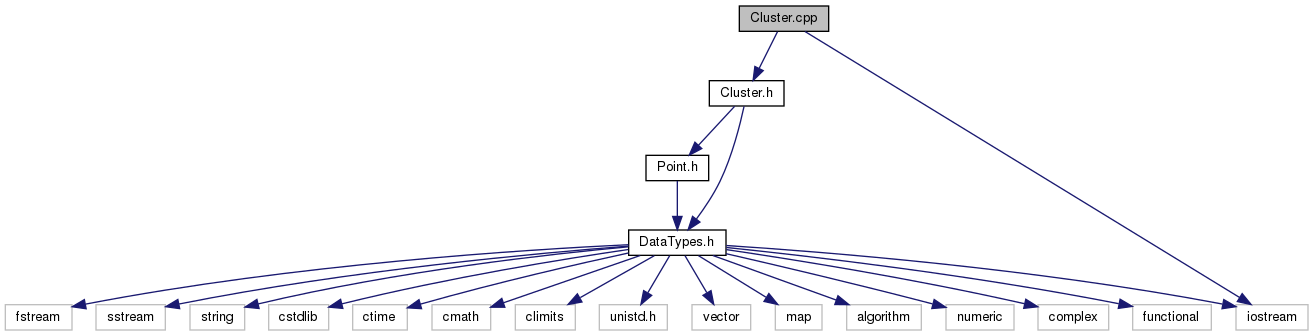 Cluster.cpp
Cluster.h
Point.h
DataTypes.h
fstream
sstream
string
cstdlib
ctime
cmath
climits
unistd.h
vector
map
algorithm
numeric
complex
functional
iostream